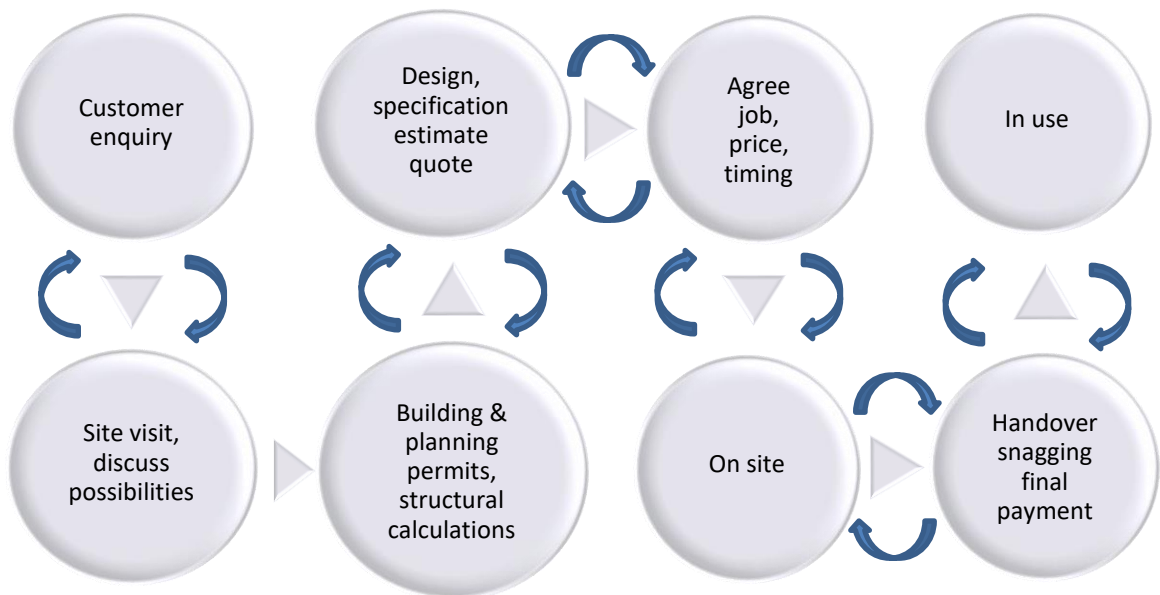 Customer
enquiry
Site visit,
discuss
possibilities
Building &
planning
permits,
structural
calculations
Design,
specification
estimate
quote
Agree
job,
price,
timing
On site
Handover
snagging
final
payment
In use